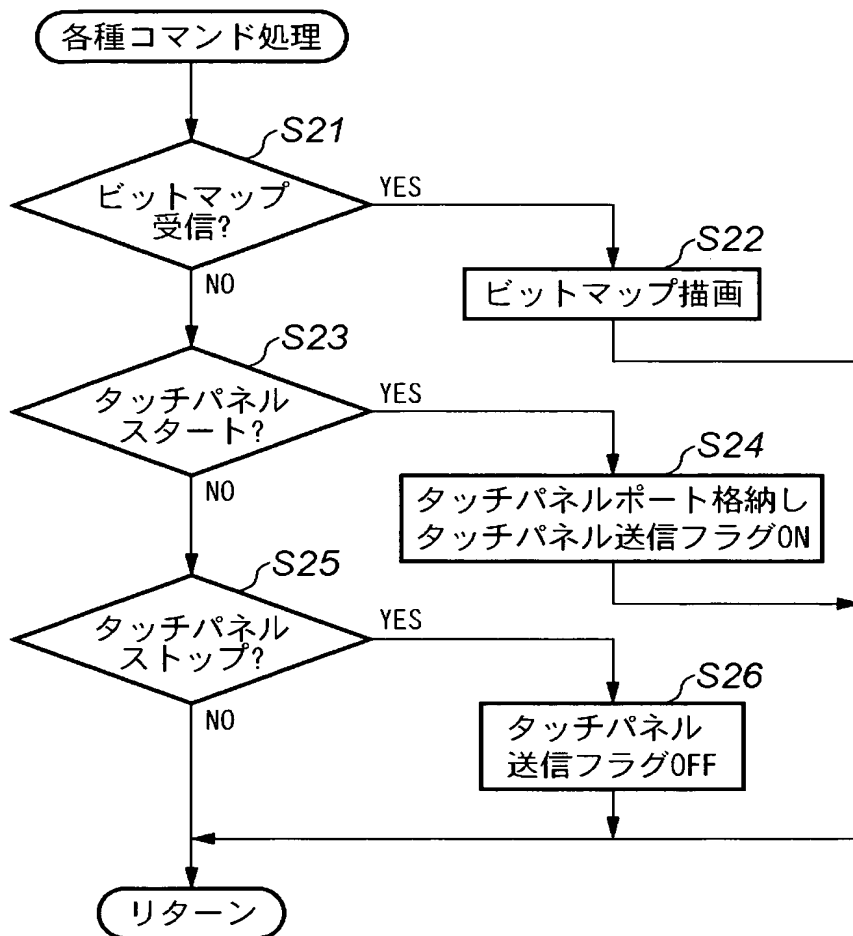 各種コマンド処理
S21
ビットマップ
受信?
YES
NO
S22
ビットマップ描画
S23
タッチパネル
スタート?
YES
NO
S24
タッチパネルポート格納し
タッチパネル送信フラグON
S25
タッチパネル
ストップ?
YES
NO
S26
タッチパネル
送信フラグOFF
リターン